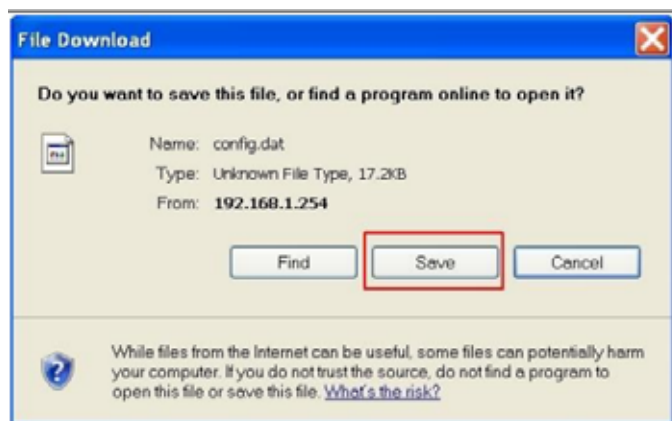 File Download
Do you want to save this file, or find a program online to open it?
Name: config.dat
Type: Unknown File Type, 17.2KB
From: 192.168.1.254
Find Save Cancel
While files from the Internet can be useful, some files can potentially harm
your computer. If you do not trust the source, do not find a program to
open this file or save this file. What's the risk?